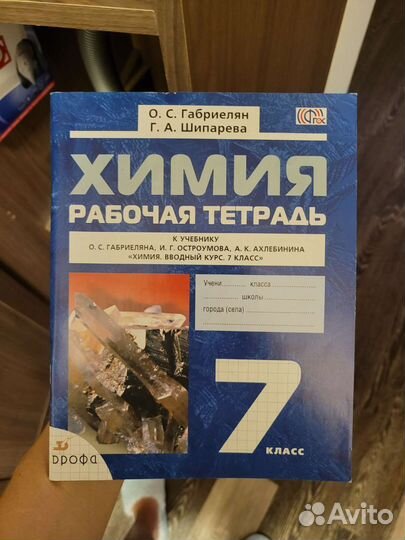 О. С. Габриелян
Г. А. Шипарева
ФГОС
ХИМИЯ
РАБОЧАЯ ТЕТРАДЬ
К УЧЕБНИКУ
О. С. ГАБРИЕЛЯНА, И. Г. ОСТРОУМОВА, А. К. АХЛЕБИНИНА
«ХИМИЯ. ВВОДНЫЙ КУРС. 7 КЛАСС»
Учени............ класса ............
............ школы ............
города (села) ............
7
КЛАСС
ДРОФА
Avito